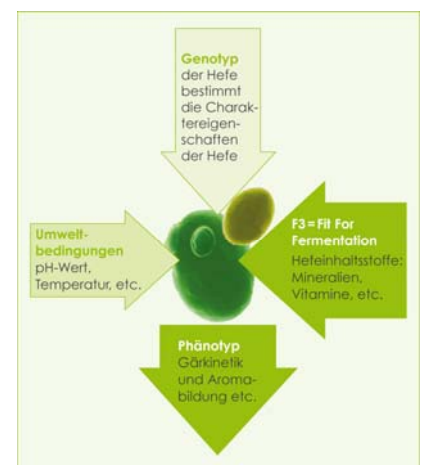 Genotyp
der Hefe
bestimmt
die Charak-
tereigen-
schaften
der Hefe
Umwelt-
bedingungen
pH-Wert,
Temperatur, etc.
F3=Fit For
Fermentation
Hefeinhaltsstoffe:
Mineralien,
Vitamine, etc.
Phänotyp
Gärkinetik
und Aroma-
bildung etc.